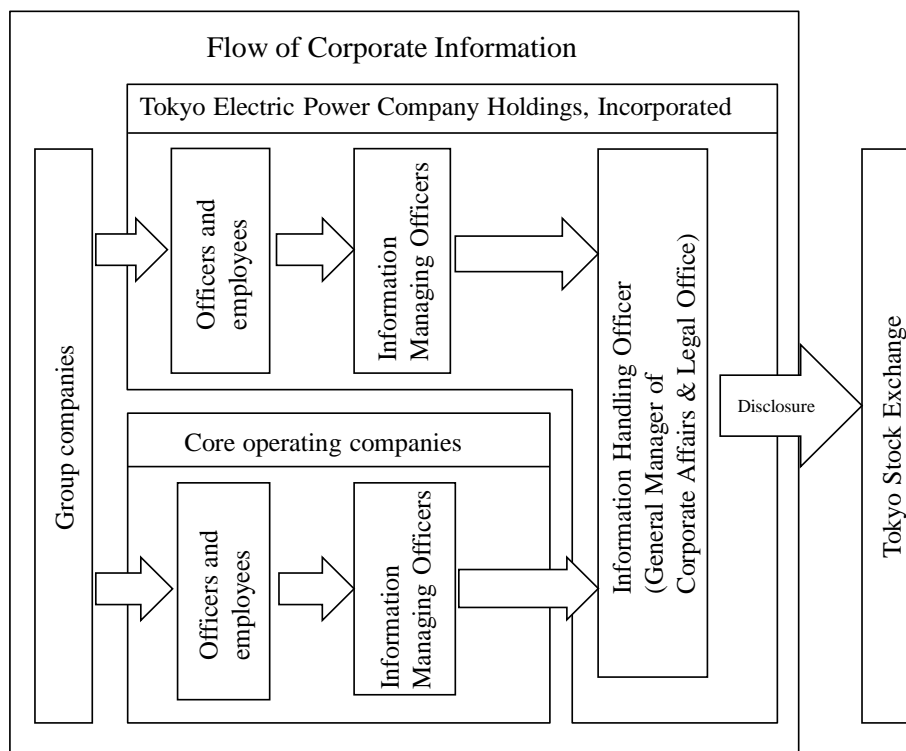 Flow of Corporate Information
Tokyo Electric Power Company Holdings, Incorporated
Group companies
Officers and
employees
Information
Managing Officers
Information Handling Officer
(General Manager of
Corporate Affairs & Legal Office)
Disclosure
Tokyo Stock Exchange
Core operating companies
Officers and
employees
Information
Managing Officers